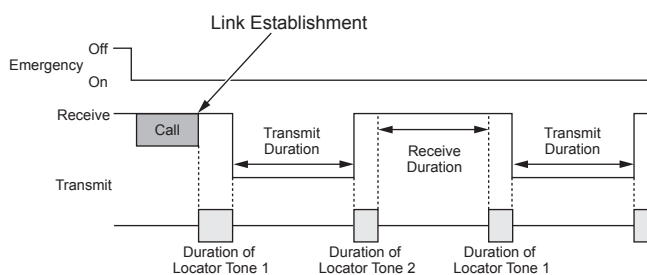 Link Establishment
Off
Emergency
On
Receive
Call
Transmit
Duration
Receive
Duration
Transmit
Duration
Transmit
Duration of
Locator Tone 1
Duration of
Locator Tone 2
Duration of
Locator Tone 1